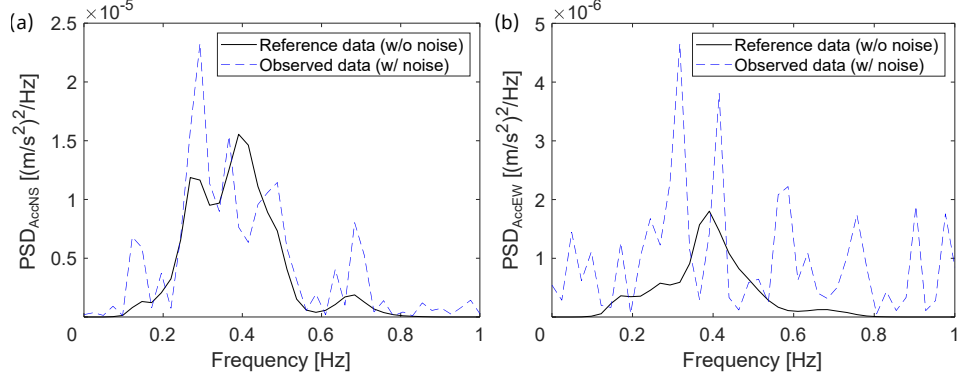 (a)
×10⁻⁵
2.5
2
1.5
1
0.5
PSD_AccNS [(m/s²)²/Hz]
Reference data (w/o noise)
Observed data (w/ noise)
0 0.2 0.4 0.6 0.8 1
Frequency [Hz]
(b)
×10⁻⁶
5
4
3
2
1
0
PSD_AccEW [(m/s²)²/Hz]
Reference data (w/o noise)
Observed data (w/ noise)
0 0.2 0.4 0.6 0.8 1
Frequency [Hz]